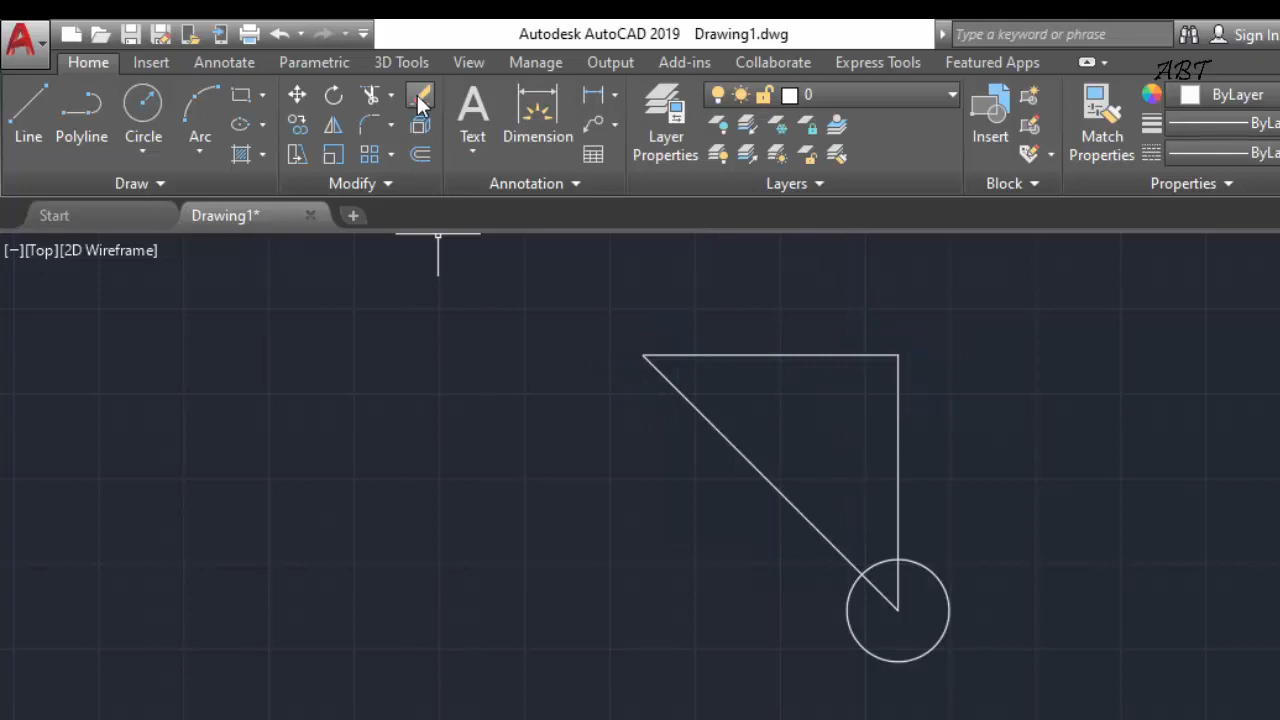 Autodesk AutoCAD 2019 Drawing1.dwg
Type a keyword or phrase
Sign In
Home Insert Annotate Parametric 3D Tools View Manage Output Add-ins Collaborate Express Tools Featured Apps
ABT
Line Polyline Circle Arc
Text Dimension
Layer Properties
0
Insert
Match Properties
ByLayer
ByLa
ByLa
Draw Modify Annotation Layers Block Properties
Start Drawing1*
[−][Top][2D Wireframe]